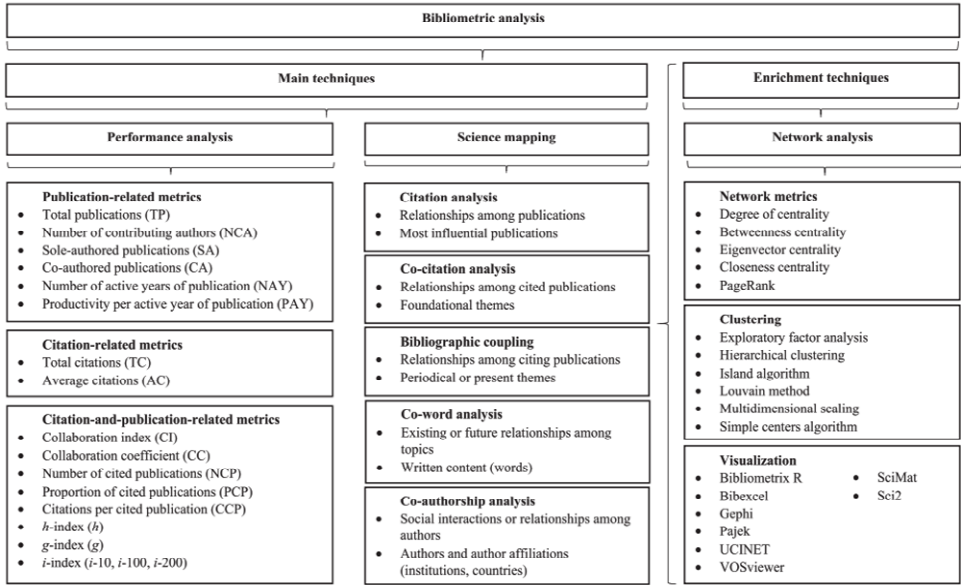 Bibliometric analysis
Main techniques
Performance analysis
Publication-related metrics
• Total publications (TP)
• Number of contributing authors (NCA)
• Sole-authored publications (SA)
• Co-authored publications (CA)
• Number of active years of publication (NAY)
• Productivity per active year of publication (PAY)
Citation-related metrics
• Total citations (TC)
• Average citations (AC)
Citation-and-publication-related metrics
• Collaboration index (CI)
• Collaboration coefficient (CC)
• Number of cited publications (NCP)
• Proportion of cited publications (PCP)
• Citations per cited publication (CCP)
• h-index (h)
• g-index (g)
• i-index (i-10, i-100, i-200)
Science mapping
Citation analysis
• Relationships among publications
• Most influential publications
Co-citation analysis
• Relationships among cited publications
• Foundational themes
Bibliographic coupling
• Relationships among citing publications
• Periodical or present themes
Co-word analysis
• Existing or future relationships among
topics
• Written content (words)
Co-authorship analysis
• Social interactions or relationships among
authors
• Authors and author affiliations
(institutions, countries)
Enrichment techniques
Network analysis
Network metrics
• Degree of centrality
• Betweenness centrality
• Eigenvector centrality
• Closeness centrality
• PageRank
Clustering
• Exploratory factor analysis
• Hierarchical clustering
• Island algorithm
• Louvain method
• Multidimensional scaling
• Simple centers algorithm
Visualization
• Bibliometrix R
• Bibexcel
• Gephi
• Pajek
• UCINET
• VOSviewer
• SciMat
• Sci2